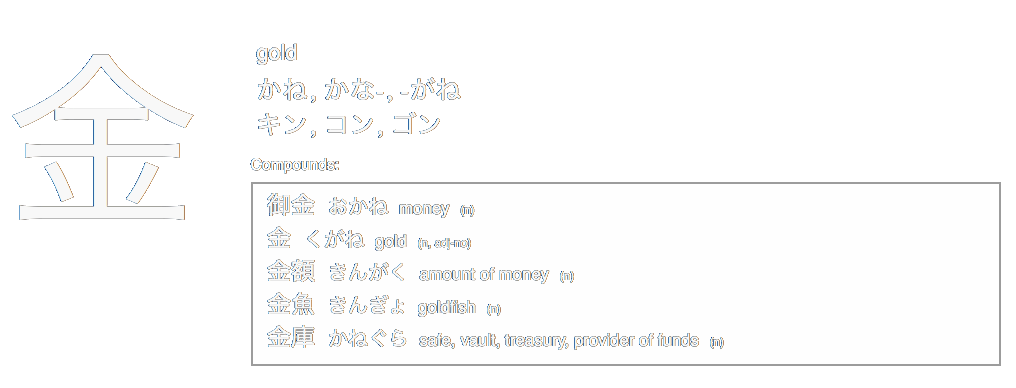 金
gold
かね, かな-, -がね
キン, コン, ゴン
Compounds:
御金 おかね money (n)
金 くがね gold (n, adj-no)
金額 きんがく amount of money (n)
金魚 きんぎょ goldfish (n)
金庫 かねぐら safe, vault, treasury, provider of funds (n)